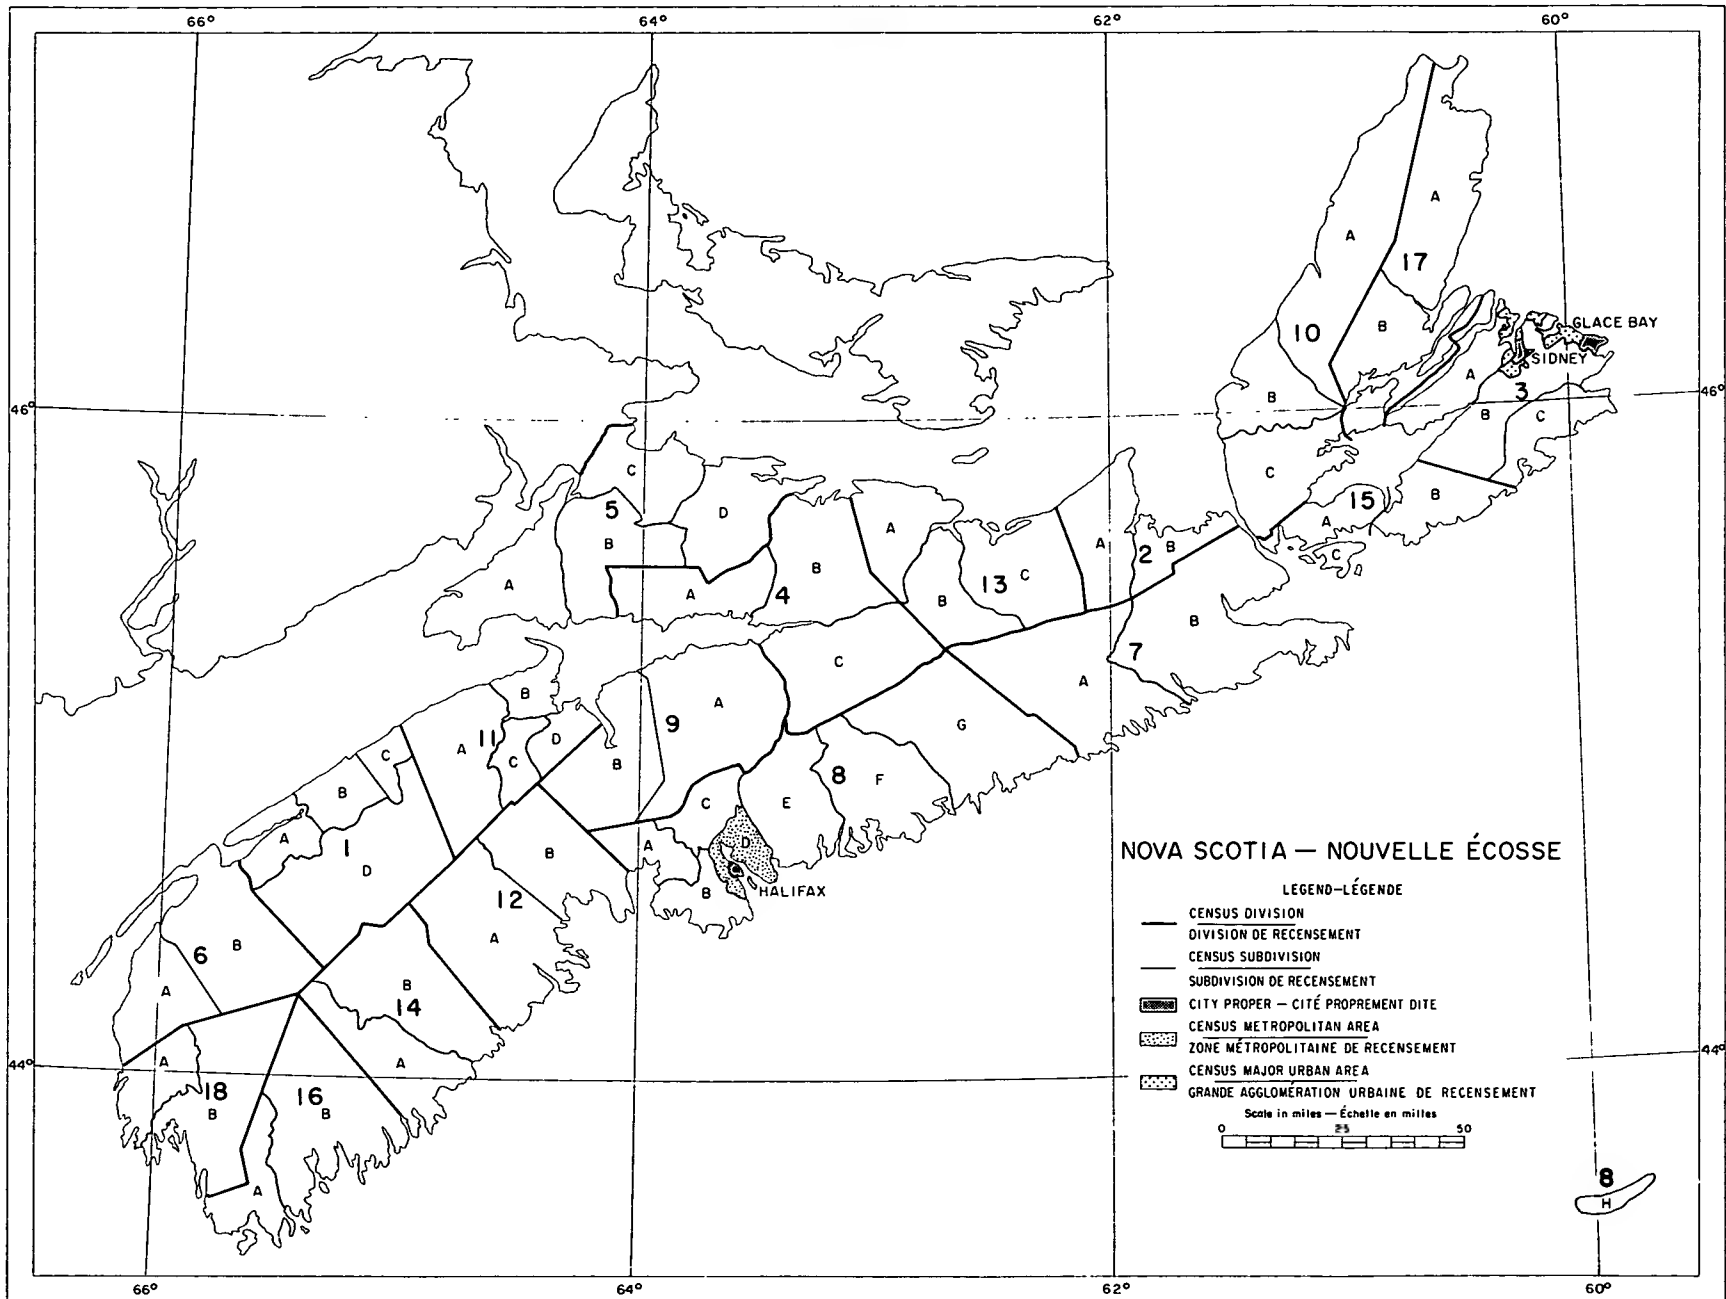 66° 64° 62° 60°
A
A
17
10
B
GLACE BAY
SIDNEY
A
3
46° 46°
B
B
C
C
C
5
D
B
15
B
A
C
A
B
A
4
B
A
B
13
C
A
2
B
B
7
A
C
A
9
B
G
B
11
A
D
C
C
B
A
1
D
8
F
E
C
D
A
B
HALIFAX
B
12
A
6
B
A
B
14
A
A
18
B
16
B
A
NOVA SCOTIA — NOUVELLE ÉCOSSE
LEGEND–LÉGENDE
CENSUS DIVISION
DIVISION DE RECENSEMENT
CENSUS SUBDIVISION
SUBDIVISION DE RECENSEMENT
CITY PROPER — CITÉ PROPREMENT DITE
CENSUS METROPOLITAN AREA
ZONE MÉTROPOLITAINE DE RECENSEMENT
CENSUS MAJOR URBAN AREA
GRANDE AGGLOMÉRATION URBAINE DE RECENSEMENT
Scale in miles — Échelle en milles
0 25 50
44° 44°
8
H
66° 64° 62° 60°